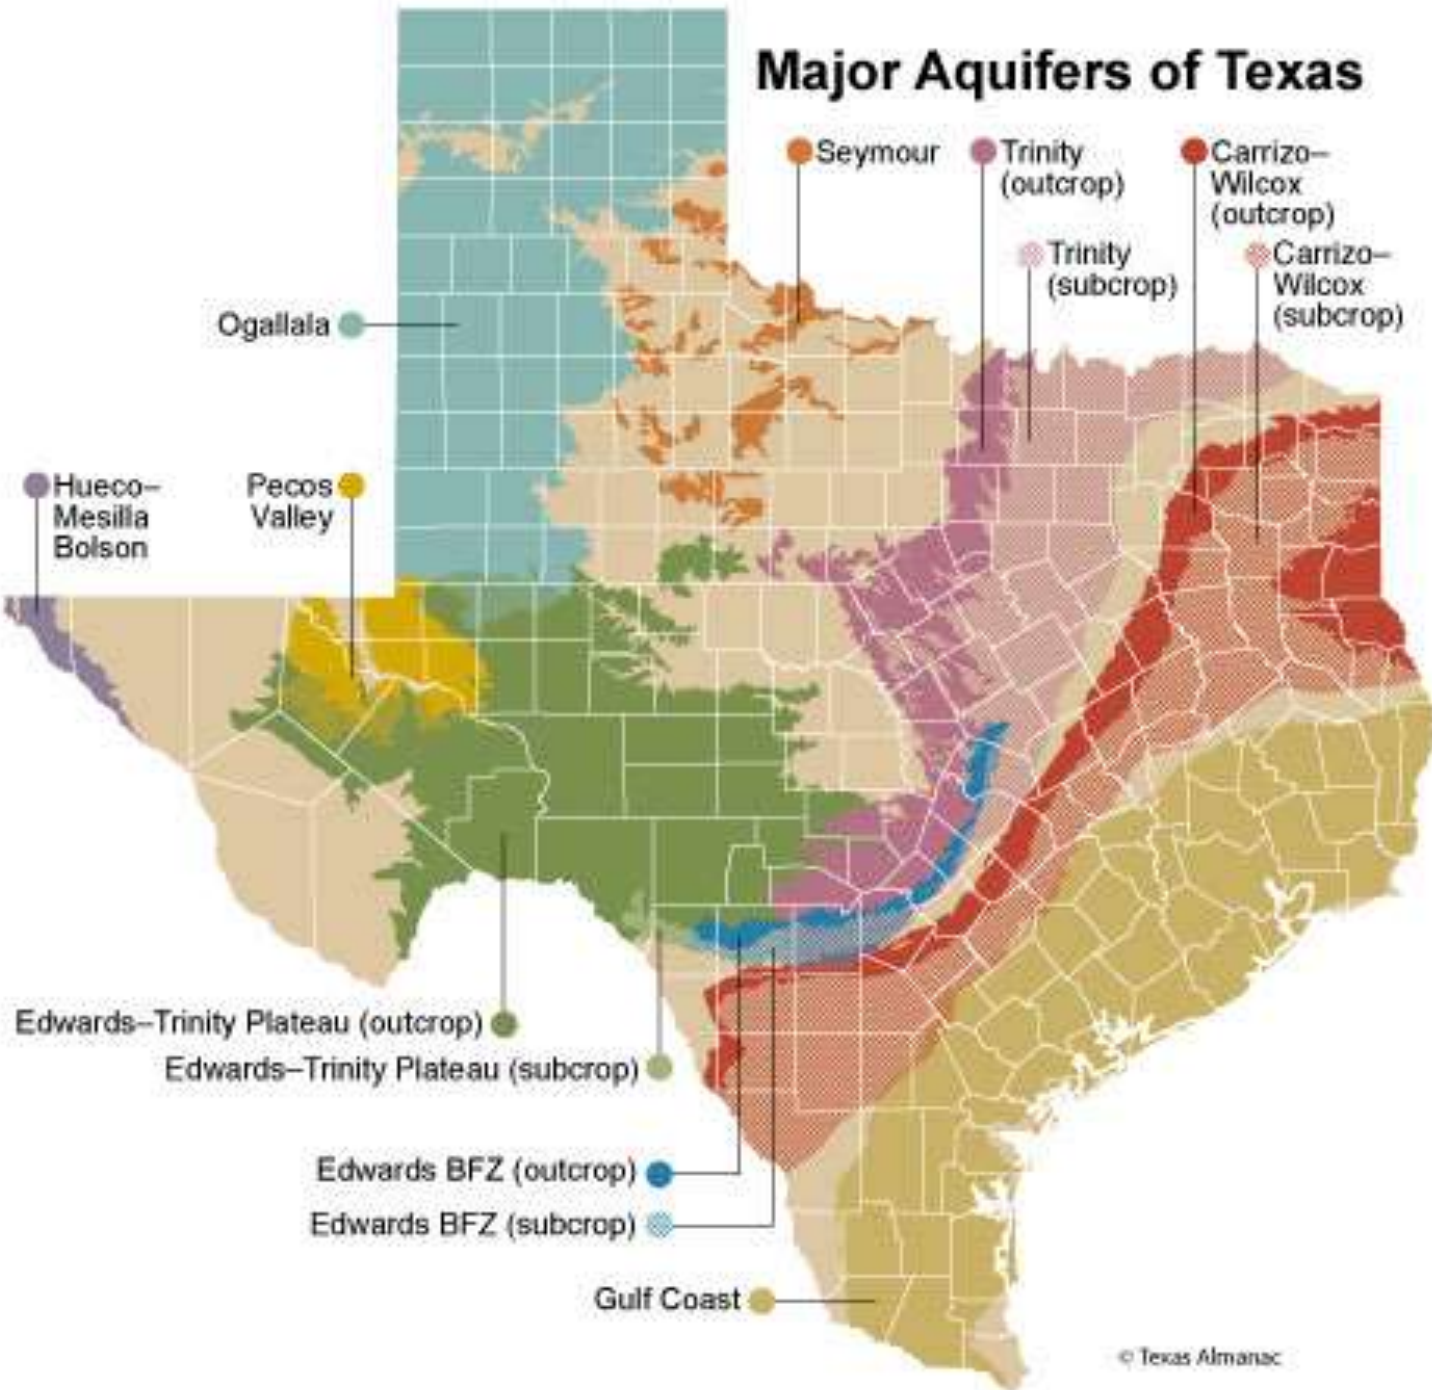 Major Aquifers of Texas
Seymour
Trinity
(outcrop)
Carrizo–
Wilcox
(outcrop)
Trinity
(subcrop)
Carrizo–
Wilcox
(subcrop)
Ogallala
Hueco–
Mesilla
Bolson
Pecos
Valley
Edwards–Trinity Plateau (outcrop)
Edwards–Trinity Plateau (subcrop)
Edwards BFZ (outcrop)
Edwards BFZ (subcrop)
Gulf Coast
© Texas Almanac